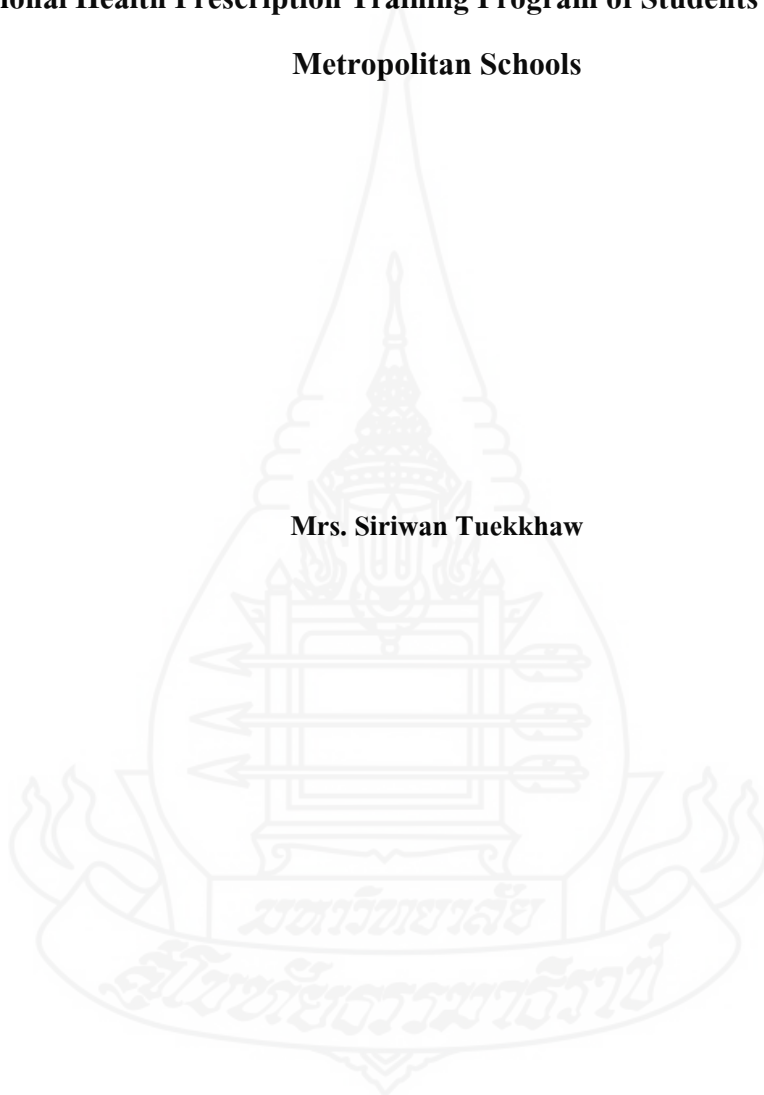 ional Health Prescription Training Program of Students
Metropolitan Schools
Mrs. Siriwan Tuekkhaw
มหาวิทยาลัย
สุโขทัยธรรมาธิราช